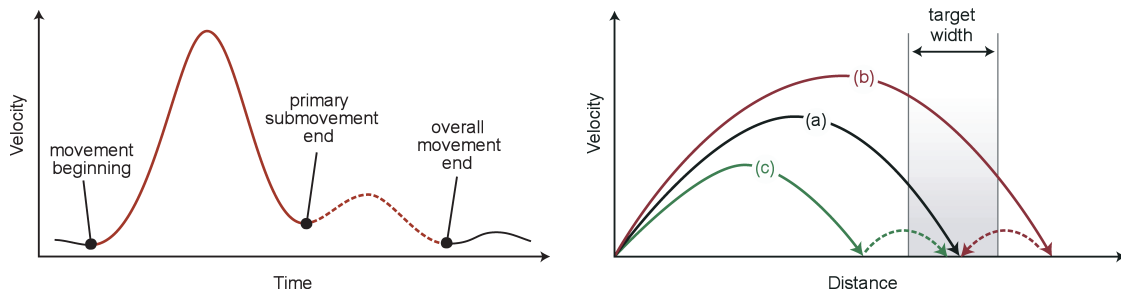 Velocity
movement
beginning
primary
submovement
end
overall
movement
end
Time
Velocity
target
width
(b)
(a)
(c)
Distance